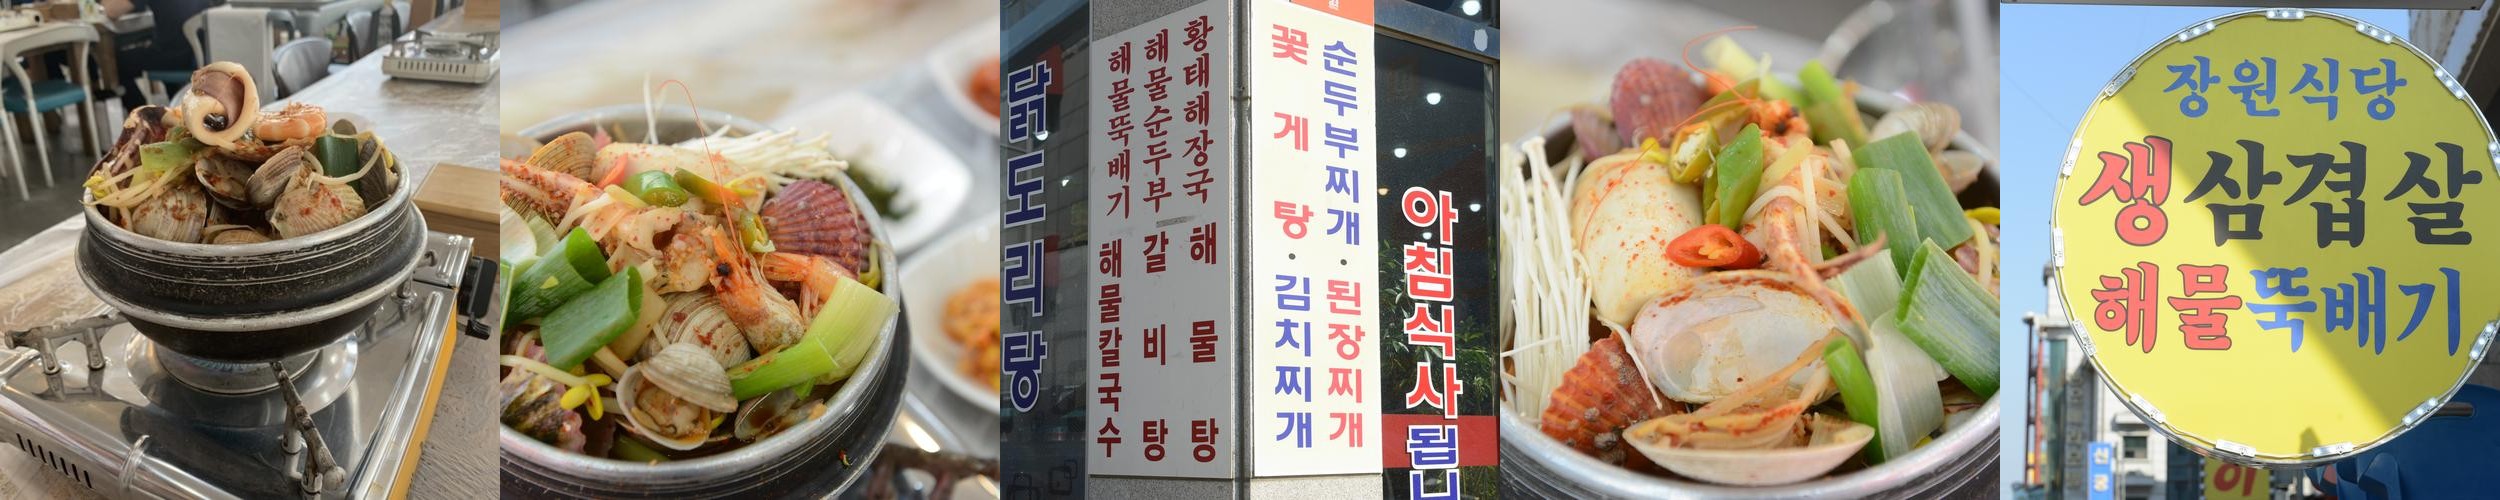 닭도리탕
황태해장국 해물탕
해물순두부 갈비탕
해물뚝배기 해물칼국수
순두부찌개·된장찌개
꽃게탕·김치찌개
아침식사됩니
장원식당
생삼겹살
해물뚝배기